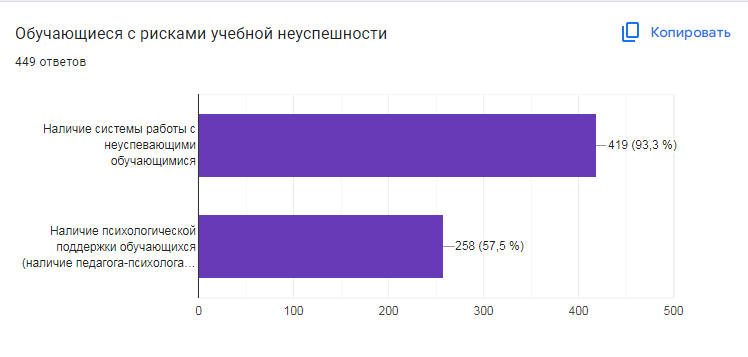 Обучающиеся с рисками учебной неуспешности
Копировать
449 ответов
Наличие системы работы с
неуспевающими
обучающимися
419 (93,3 %)
Наличие психологической
поддержки обучающихся
(наличие педагога-психолога…
258 (57,5 %)
0 100 200 300 400 500